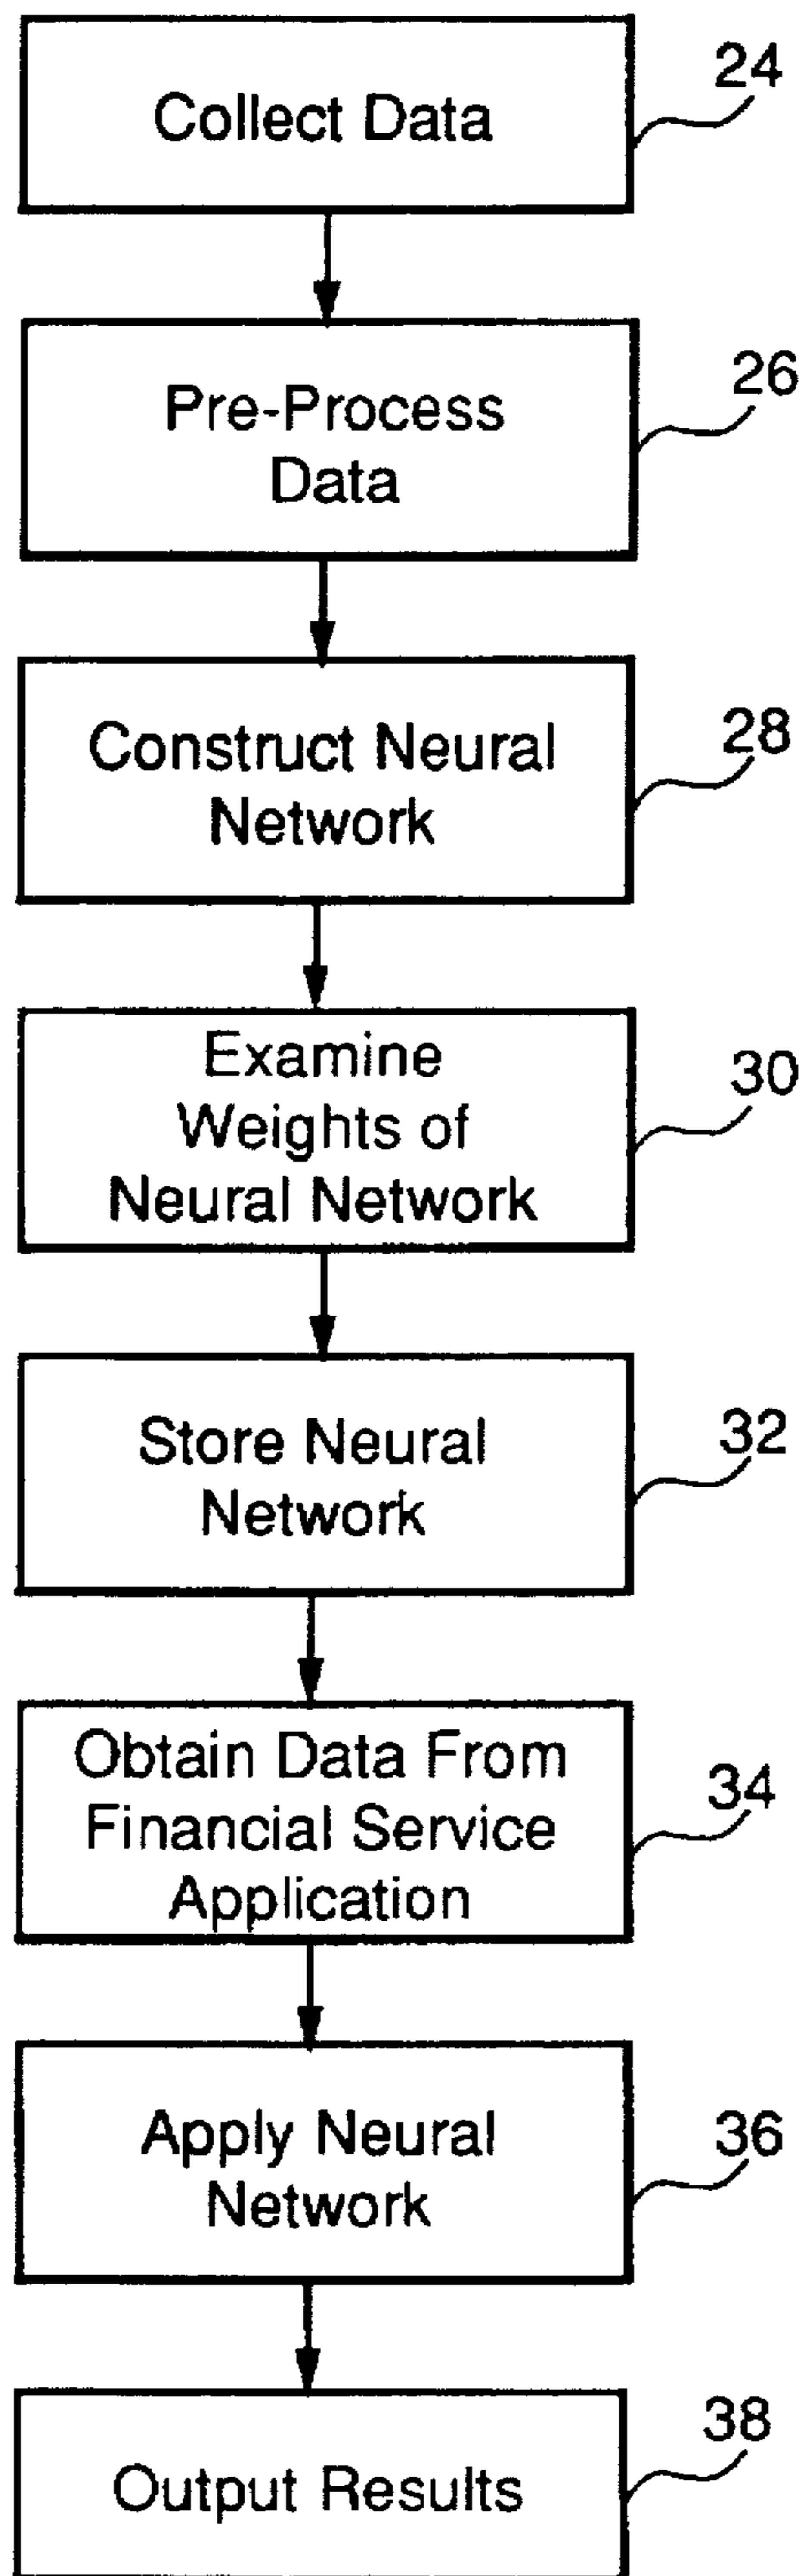 Collect Data
24
Pre-Process
Data
26
Construct Neural
Network
28
Examine
Weights of
Neural Network
30
Store Neural
Network
32
Obtain Data From
Financial Service
Application
34
Apply Neural
Network
36
Output Results
38